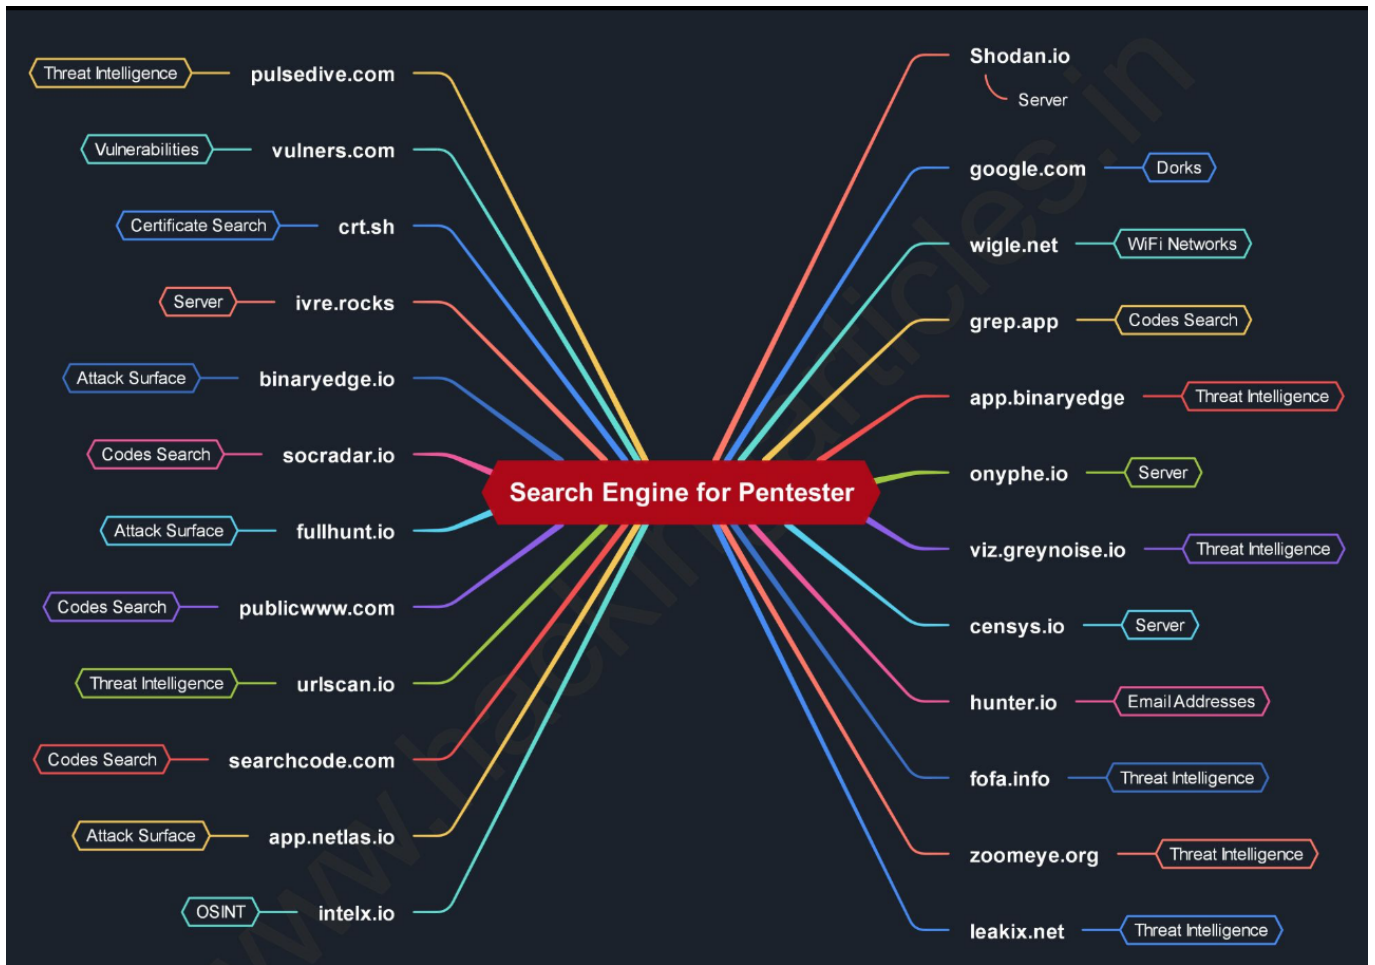 Search Engine for Pentester
Threat Intelligence pulsedive.com
Vulnerabilities vulners.com
Certificate Search crt.sh
Server ivre.rocks
Attack Surface binaryedge.io
Codes Search socradar.io
Attack Surface fullhunt.io
Codes Search publicwww.com
Threat Intelligence urlscan.io
Codes Search searchcode.com
Attack Surface app.netlas.io
OSINT intelx.io
Shodan.io
Server
google.com Dorks
wigle.net WiFi Networks
grep.app Codes Search
app.binaryedge Threat Intelligence
onyphe.io Server
viz.greynoise.io Threat Intelligence
censys.io Server
hunter.io Email Addresses
fofa.info Threat Intelligence
zoomeye.org Threat Intelligence
leakix.net Threat Intelligence
www.hackingarticles.in